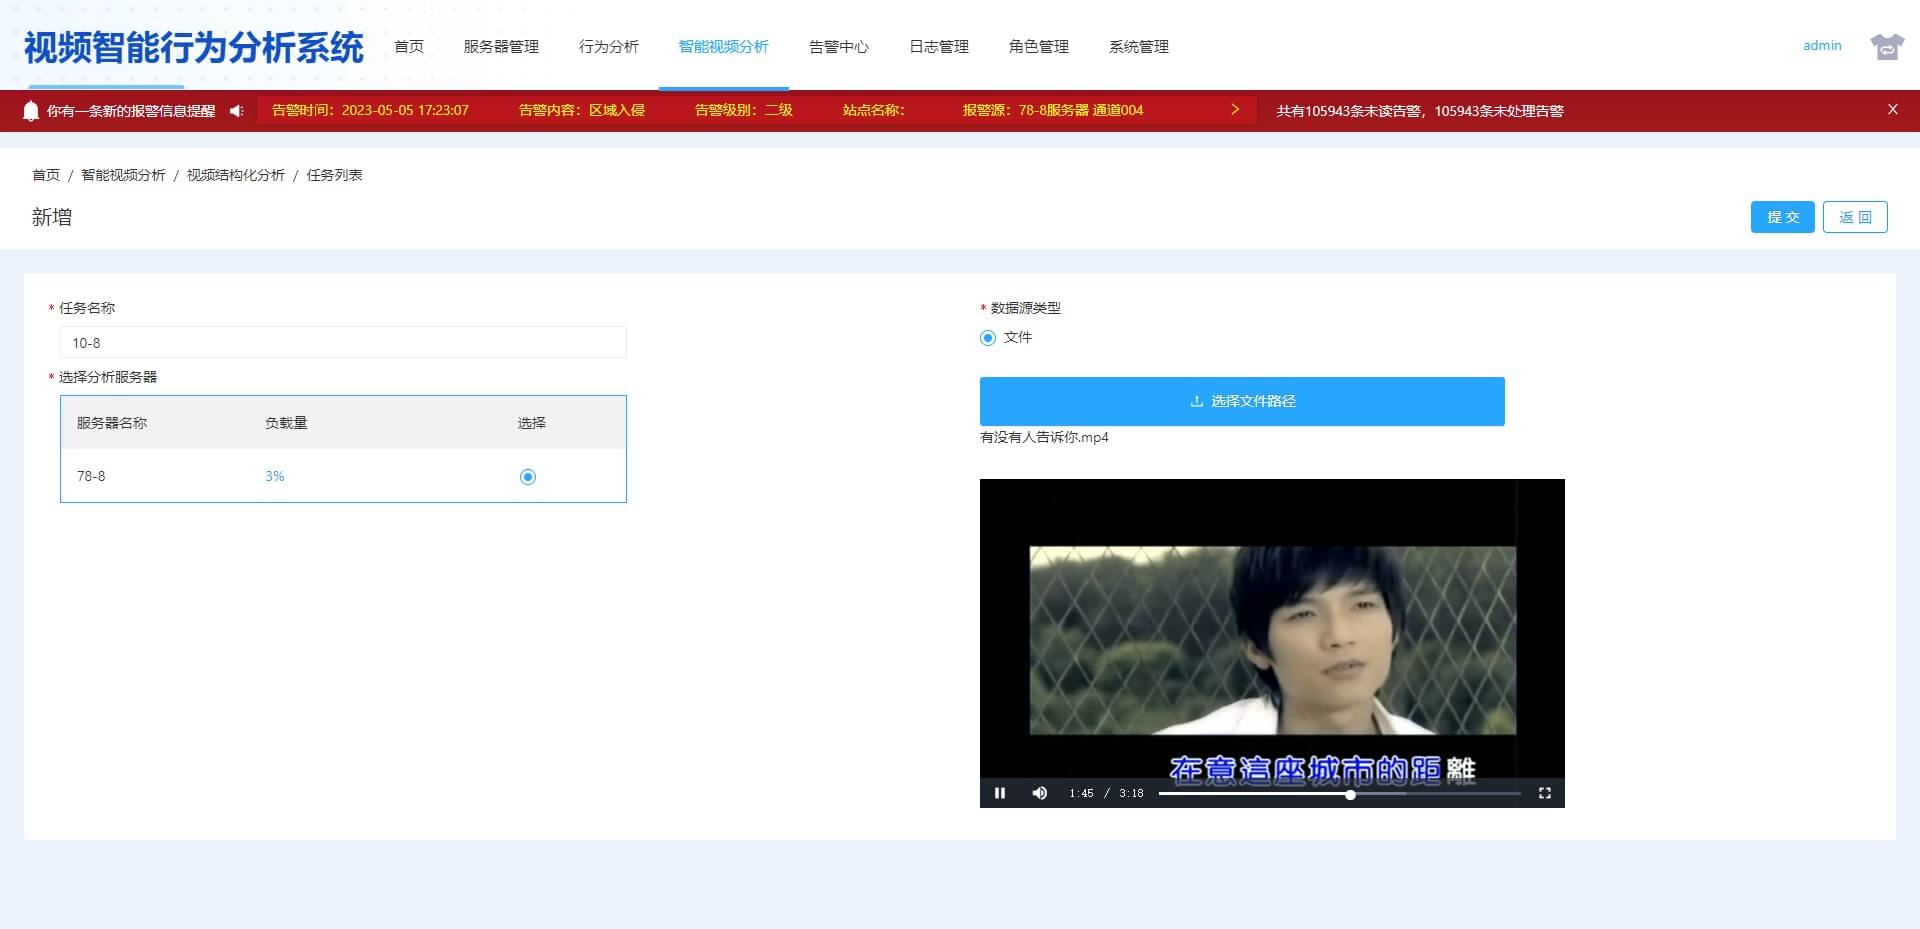 视频智能行为分析系统 首页 服务器管理 行为分析 智能视频分析 告警中心 日志管理 角色管理 系统管理 admin
你有一条新的报警信息提醒 告警时间：2023-05-05 17:23:07 告警内容：区域入侵 告警级别：二级 站点名称： 报警源：78-8服务器 通道004 共有105943条未读告警，105943条未处理告警 X
首页 / 智能视频分析 / 视频结构化分析 / 任务列表
新增 提交 返回
* 任务名称
10-8
* 选择分析服务器
服务器名称 负载量 选择
78-8 3%
* 数据源类型
文件
选择文件路径
有没有人告诉你.mp4
在意這座城市的距離
1:45 / 3:18